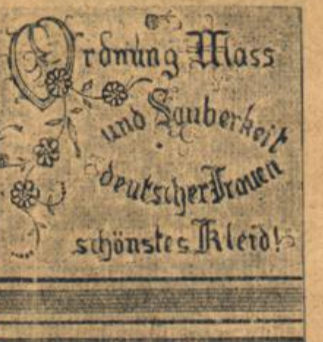 Ordnung Mass
und Sauberkeit
deutscher Frauen
schönstes Kleid!